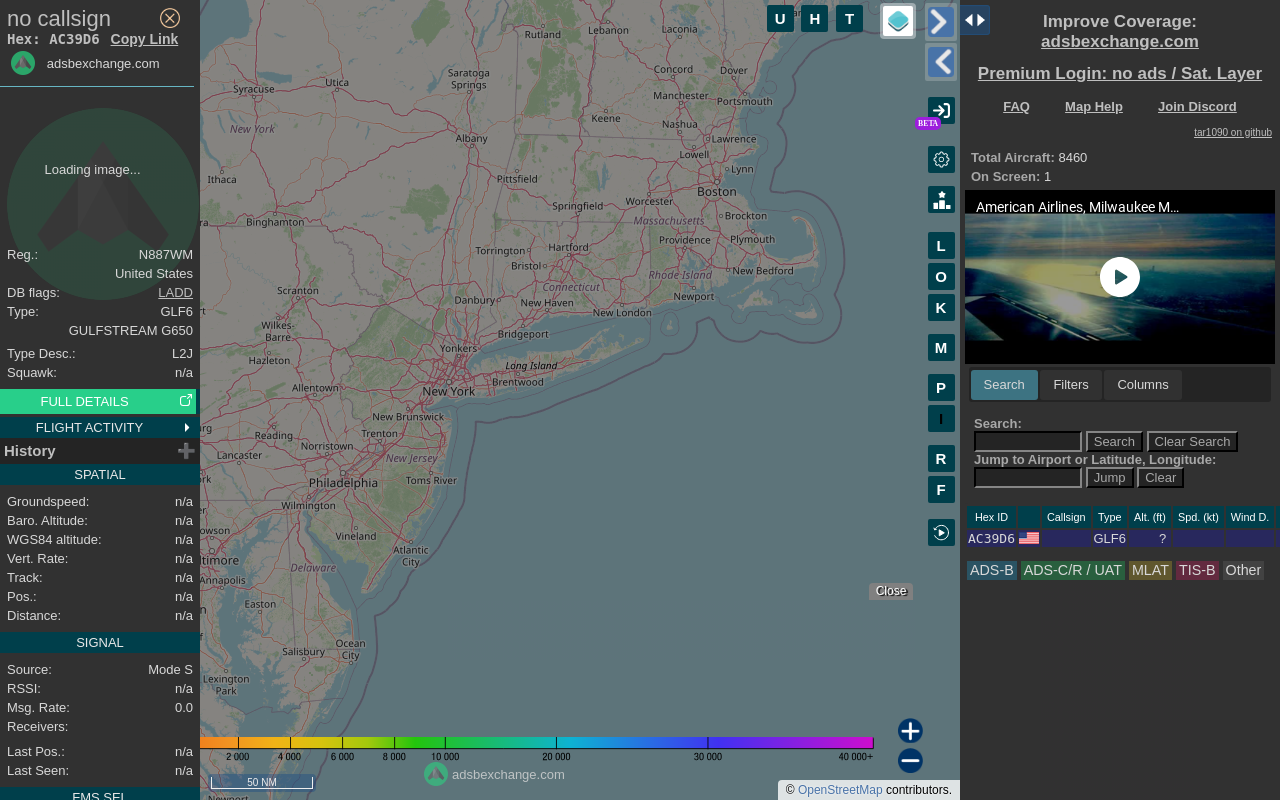 no callsign
Hex: AC39D6 Copy Link
adsbexchange.com
Loading image...
Reg.: N887WM
United States
DB flags: LADD
Type: GLF6
GULFSTREAM G650
Type Desc.: L2J
Squawk: n/a
FULL DETAILS
FLIGHT ACTIVITY
History
SPATIAL
Groundspeed: n/a
Baro. Altitude: n/a
WGS84 altitude: n/a
Vert. Rate: n/a
Track: n/a
Pos.: n/a
Distance: n/a
SIGNAL
Source: Mode S
RSSI: n/a
Msg. Rate: 0.0
Receivers:
Last Pos.: n/a
Last Seen: n/a
FMS SEL
U H T
Rutland
Lebanon
Laconia
Utica
Syracuse
Saratoga
Springs
Concord
Dover
Manchester
Portsmouth
Keene
Nashua
New York
Albany
Lawrence
Lowell
Lynn
Ithaca
Pittsfield
Boston
Worcester
Springfield
Massachusetts
Brockton
Binghamton
Providence
Plymouth
Hartford
Torrington
Bristol
Rhode Island
New Bedford
Connecticut
Scranton
Danbury
New Haven
Newport
New London
Wilkes-
Barre
Bridgeport
Yonkers
Hazleton
Long Island
Brentwood
Allentown
New York
New Brunswick
Reading
Trenton
Norristown
Lancaster
New Jersey
Philadelphia
Toms River
Wilmington
Vineland
Atlantic
City
Annapolis
Delaware
Easton
Ocean
City
Salisbury
Lexington
Park
Newport
BETA
L
O
K
M
P
I
R
F
Close
2 000 4 000 6 000 8 000 10 000 20 000 30 000 40 000+
50 NM
adsbexchange.com
© OpenStreetMap contributors.
Improve Coverage:
adsbexchange.com
Premium Login: no ads / Sat. Layer
FAQ Map Help Join Discord
tar1090 on github
Total Aircraft: 8460
On Screen: 1
American Airlines, Milwaukee M...
Search Filters Columns
Search:
Search Clear Search
Jump to Airport or Latitude, Longitude:
Jump Clear
Hex ID Callsign Type Alt. (ft) Spd. (kt) Wind D.
AC39D6 GLF6 ?
ADS-B ADS-C/R / UAT MLAT TIS-B Other